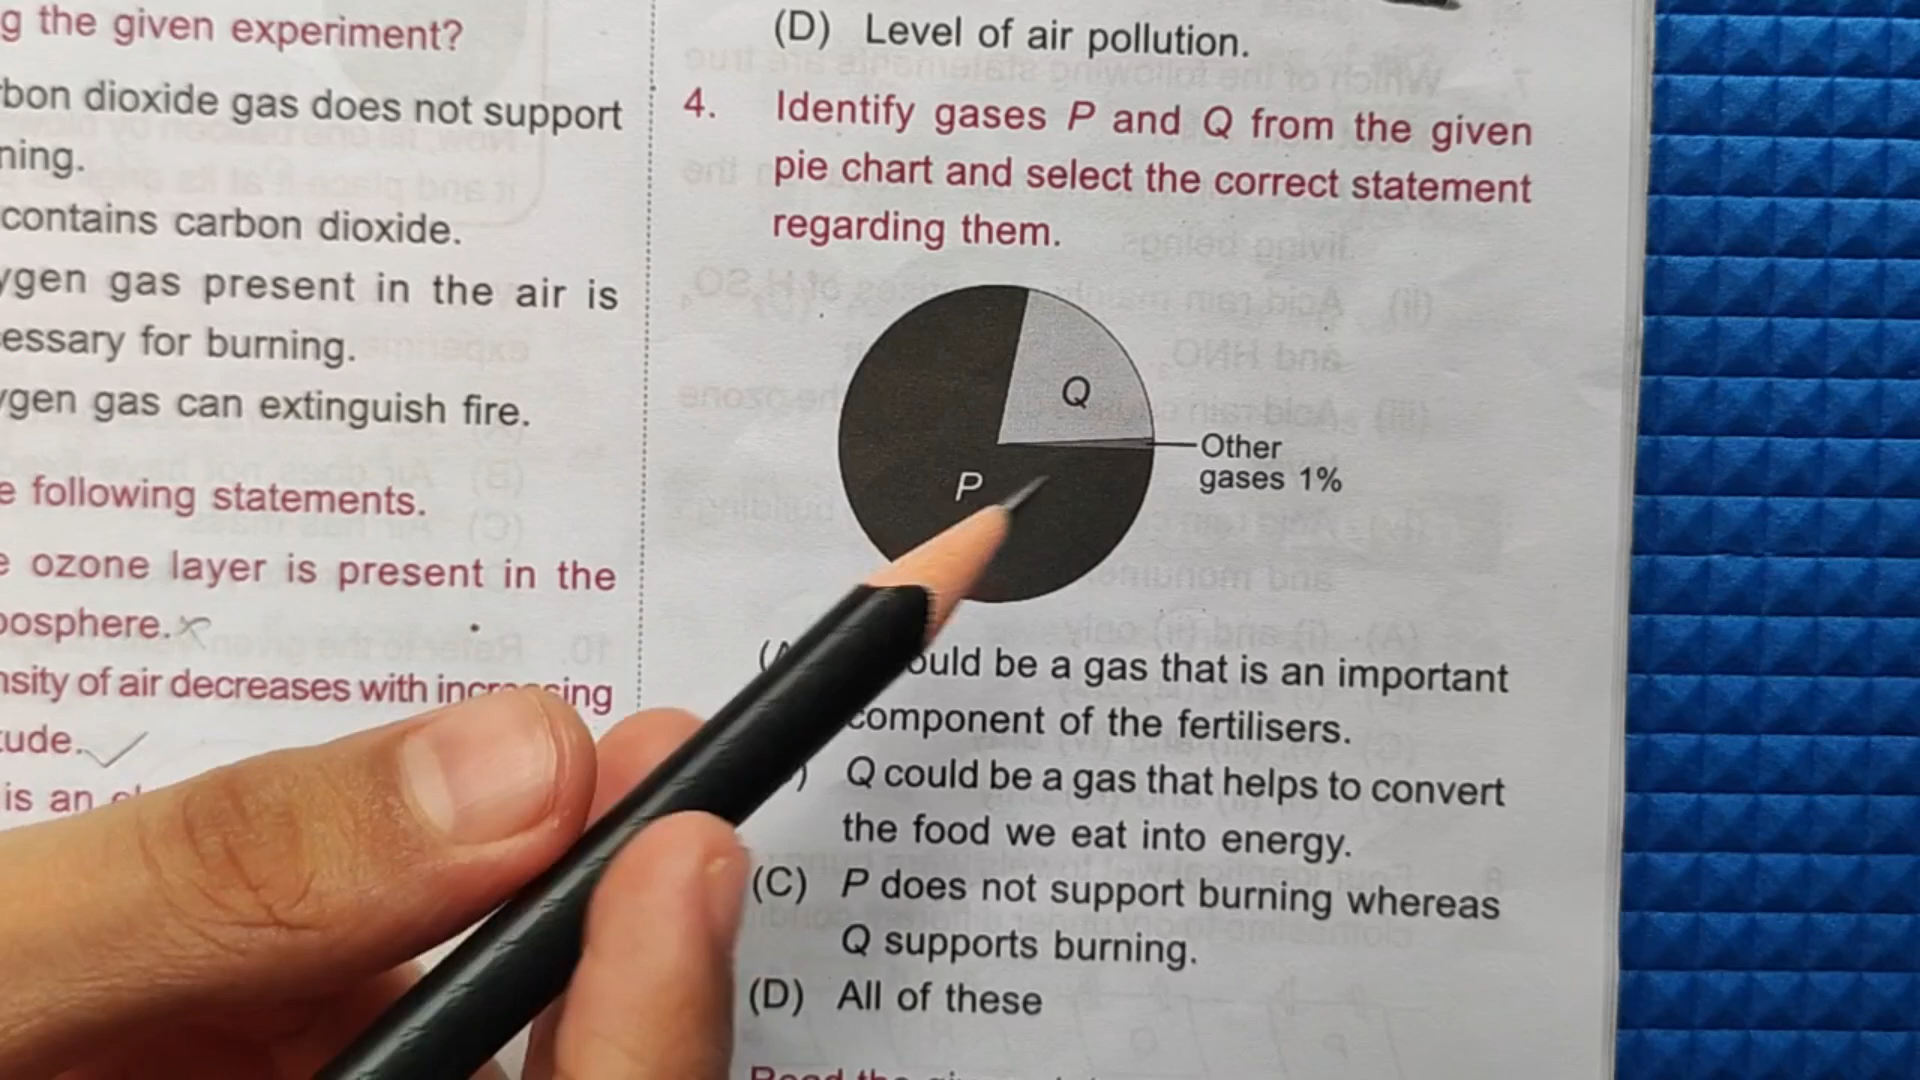 g the given experiment?
bon dioxide gas does not support
ning.
contains carbon dioxide.
ygen gas present in the air is
essary for burning.
ygen gas can extinguish fire.
e following statements.
e ozone layer is present in the
posphere.
nsity of air decreases with increasing
tude.
is an
(D) Level of air pollution.
4. Identify gases P and Q from the given
pie chart and select the correct statement
regarding them.
Q
P
Other
gases 1%
ould be a gas that is an important
component of the fertilisers.
Q could be a gas that helps to convert
the food we eat into energy.
(C) P does not support burning whereas
Q supports burning.
(D) All of these